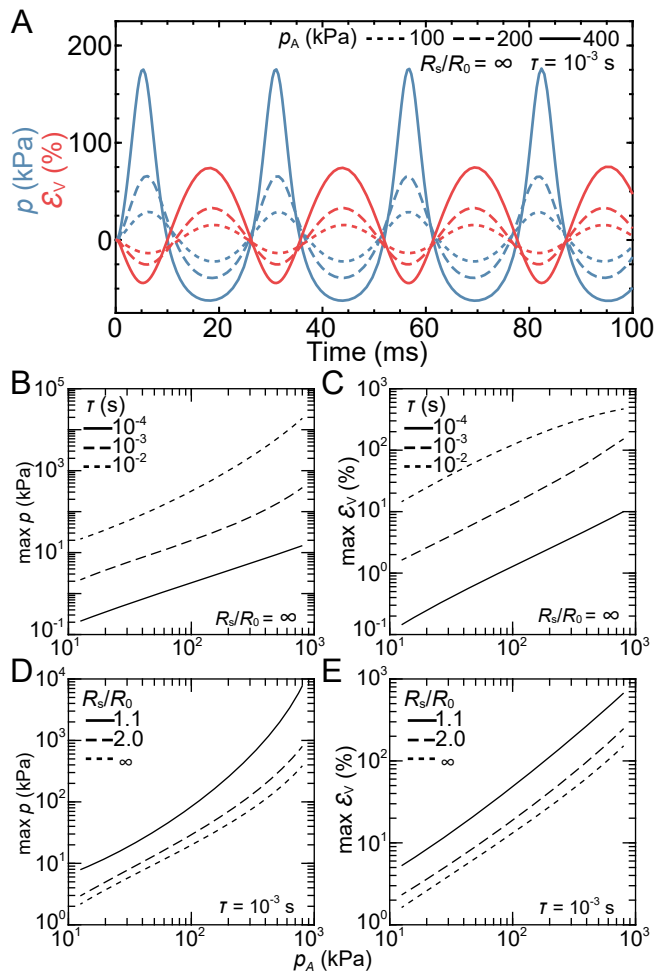 A
p_A (kPa) 100 200 400
R_s/R_0 = ∞ τ = 10^-3 s
225
175
100
0
p (kPa)
ε_V (%)
0 20 40 60 80 100
Time (ms)
B
τ (s)
10^-4
10^-3
10^-2
R_s/R_0 = ∞
10^5
10^4
10^3
10^1
10^0
10^-1
max p (kPa)
10^1 10^2 10^3
C
τ (s)
10^-4
10^-3
10^-2
R_s/R_0 = ∞
10^3
10^2
10^1
10^0
10^-1
max ε_V (%)
10^1 10^2 10^3
D
R_s/R_0
1.1
2.0
∞
τ = 10^-3 s
10^4
10^3
10^2
10^1
10^0
max p (kPa)
10^1 10^2 10^3
E
R_s/R_0
1.1
2.0
∞
τ = 10^-3 s
10^3
10^2
10^1
10^0
max ε_V (%)
10^1 10^2 10^3
p_A (kPa)